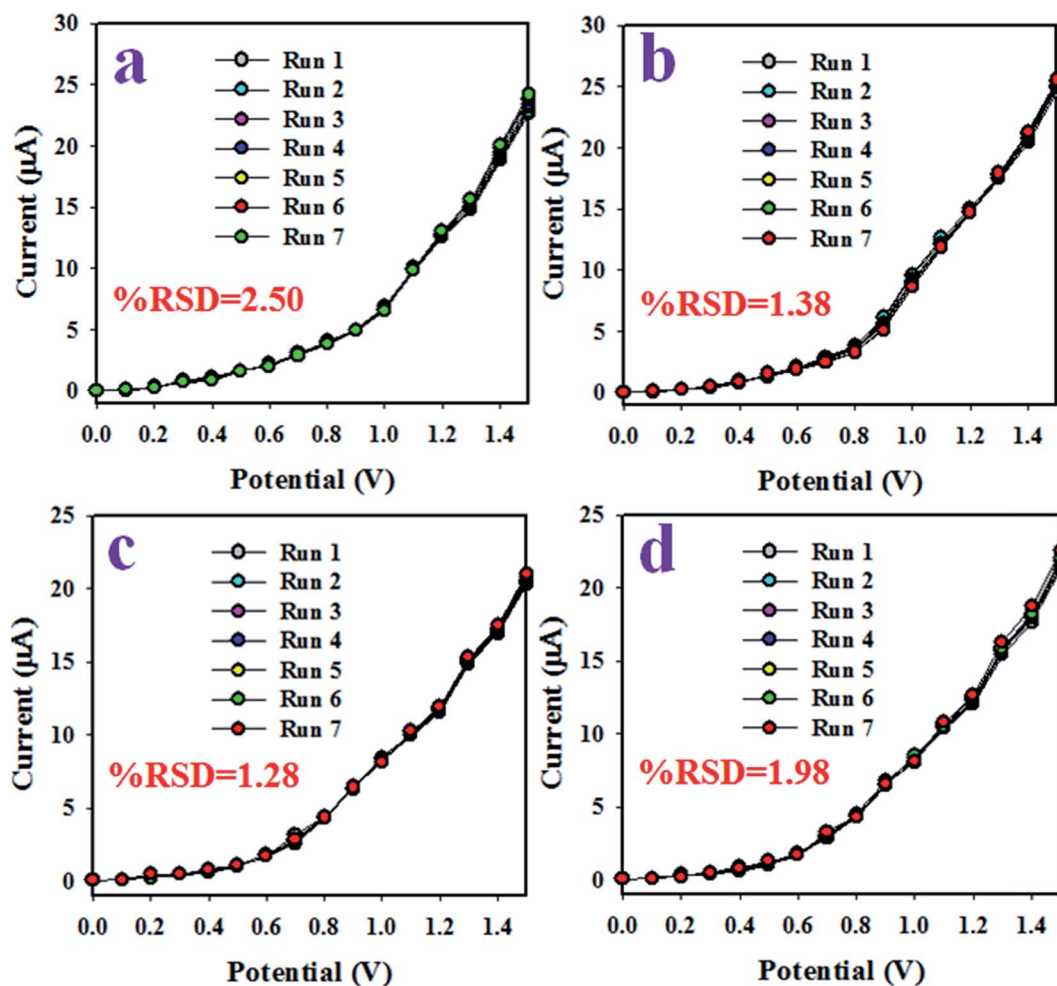 a
Run 1
Run 2
Run 3
Run 4
Run 5
Run 6
Run 7
%RSD=2.50
Current (µA)
30
25
20
15
10
5
0
0.0 0.2 0.4 0.6 0.8 1.0 1.2 1.4
Potential (V)
b
Run 1
Run 2
Run 3
Run 4
Run 5
Run 6
Run 7
%RSD=1.38
Current (µA)
30
25
20
15
10
5
0
0.0 0.2 0.4 0.6 0.8 1.0 1.2 1.4
Potential (V)
c
Run 1
Run 2
Run 3
Run 4
Run 5
Run 6
Run 7
%RSD=1.28
Current (µA)
25
20
15
10
5
0
0.0 0.2 0.4 0.6 0.8 1.0 1.2 1.4
Potential (V)
d
Run 1
Run 2
Run 3
Run 4
Run 5
Run 6
Run 7
%RSD=1.98
Current (µA)
25
20
15
10
5
0
0.0 0.2 0.4 0.6 0.8 1.0 1.2 1.4
Potential (V)